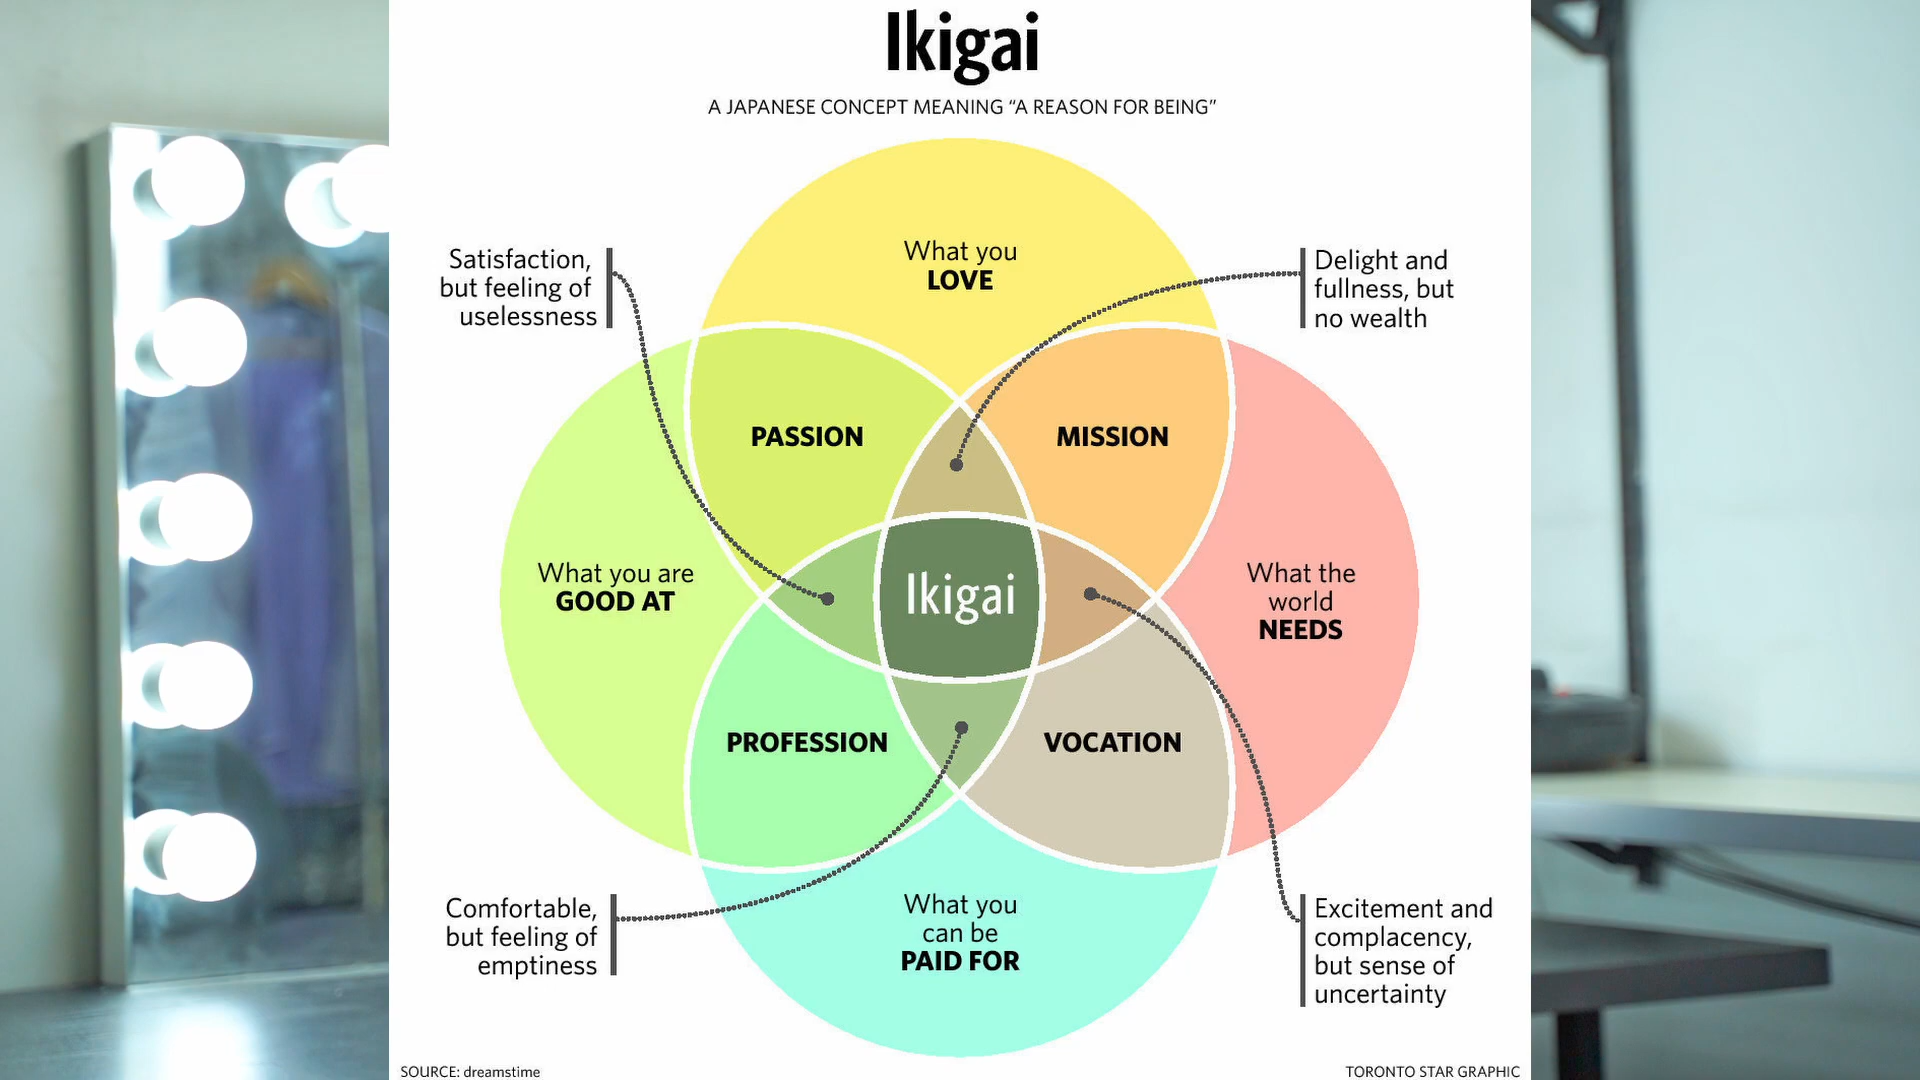 Ikigai
A JAPANESE CONCEPT MEANING “A REASON FOR BEING”
Satisfaction,
but feeling of
uselessness
What you
LOVE
Delight and
fullness, but
no wealth
PASSION
MISSION
What you are
GOOD AT
Ikigai
What the
world
NEEDS
PROFESSION
VOCATION
Comfortable,
but feeling of
emptiness
What you
can be
PAID FOR
Excitement and
complacency,
but sense of
uncertainty
SOURCE: dreamstime
TORONTO STAR GRAPHIC